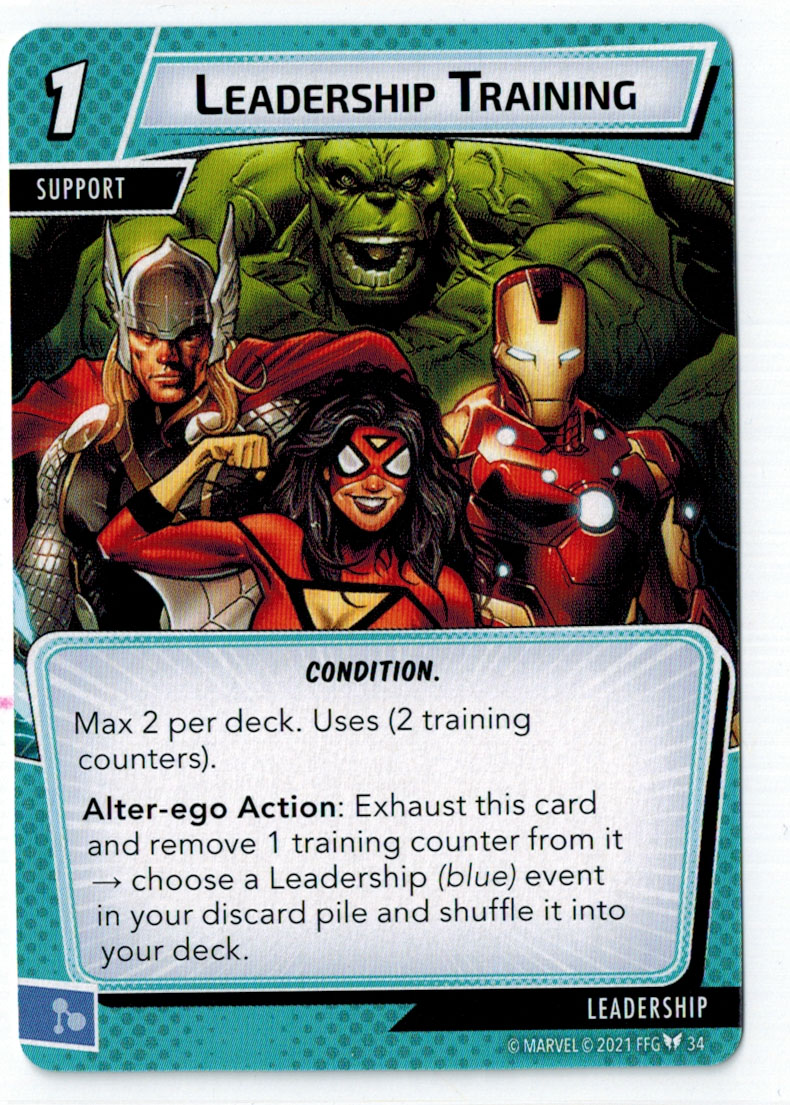 1
LEADERSHIP TRAINING
SUPPORT
CONDITION.
Max 2 per deck. Uses (2 training
counters).
Alter-ego Action: Exhaust this card
and remove 1 training counter from it
→ choose a Leadership (blue) event
in your discard pile and shuffle it into
your deck.
LEADERSHIP
© MARVEL © 2021 FFG 34